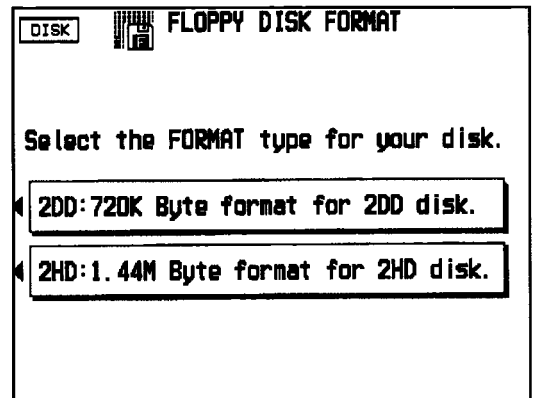 DISK FLOPPY DISK FORMAT
Select the FORMAT type for your disk.
2DD:720K Byte format for 2DD disk.
2HD:1.44M Byte format for 2HD disk.